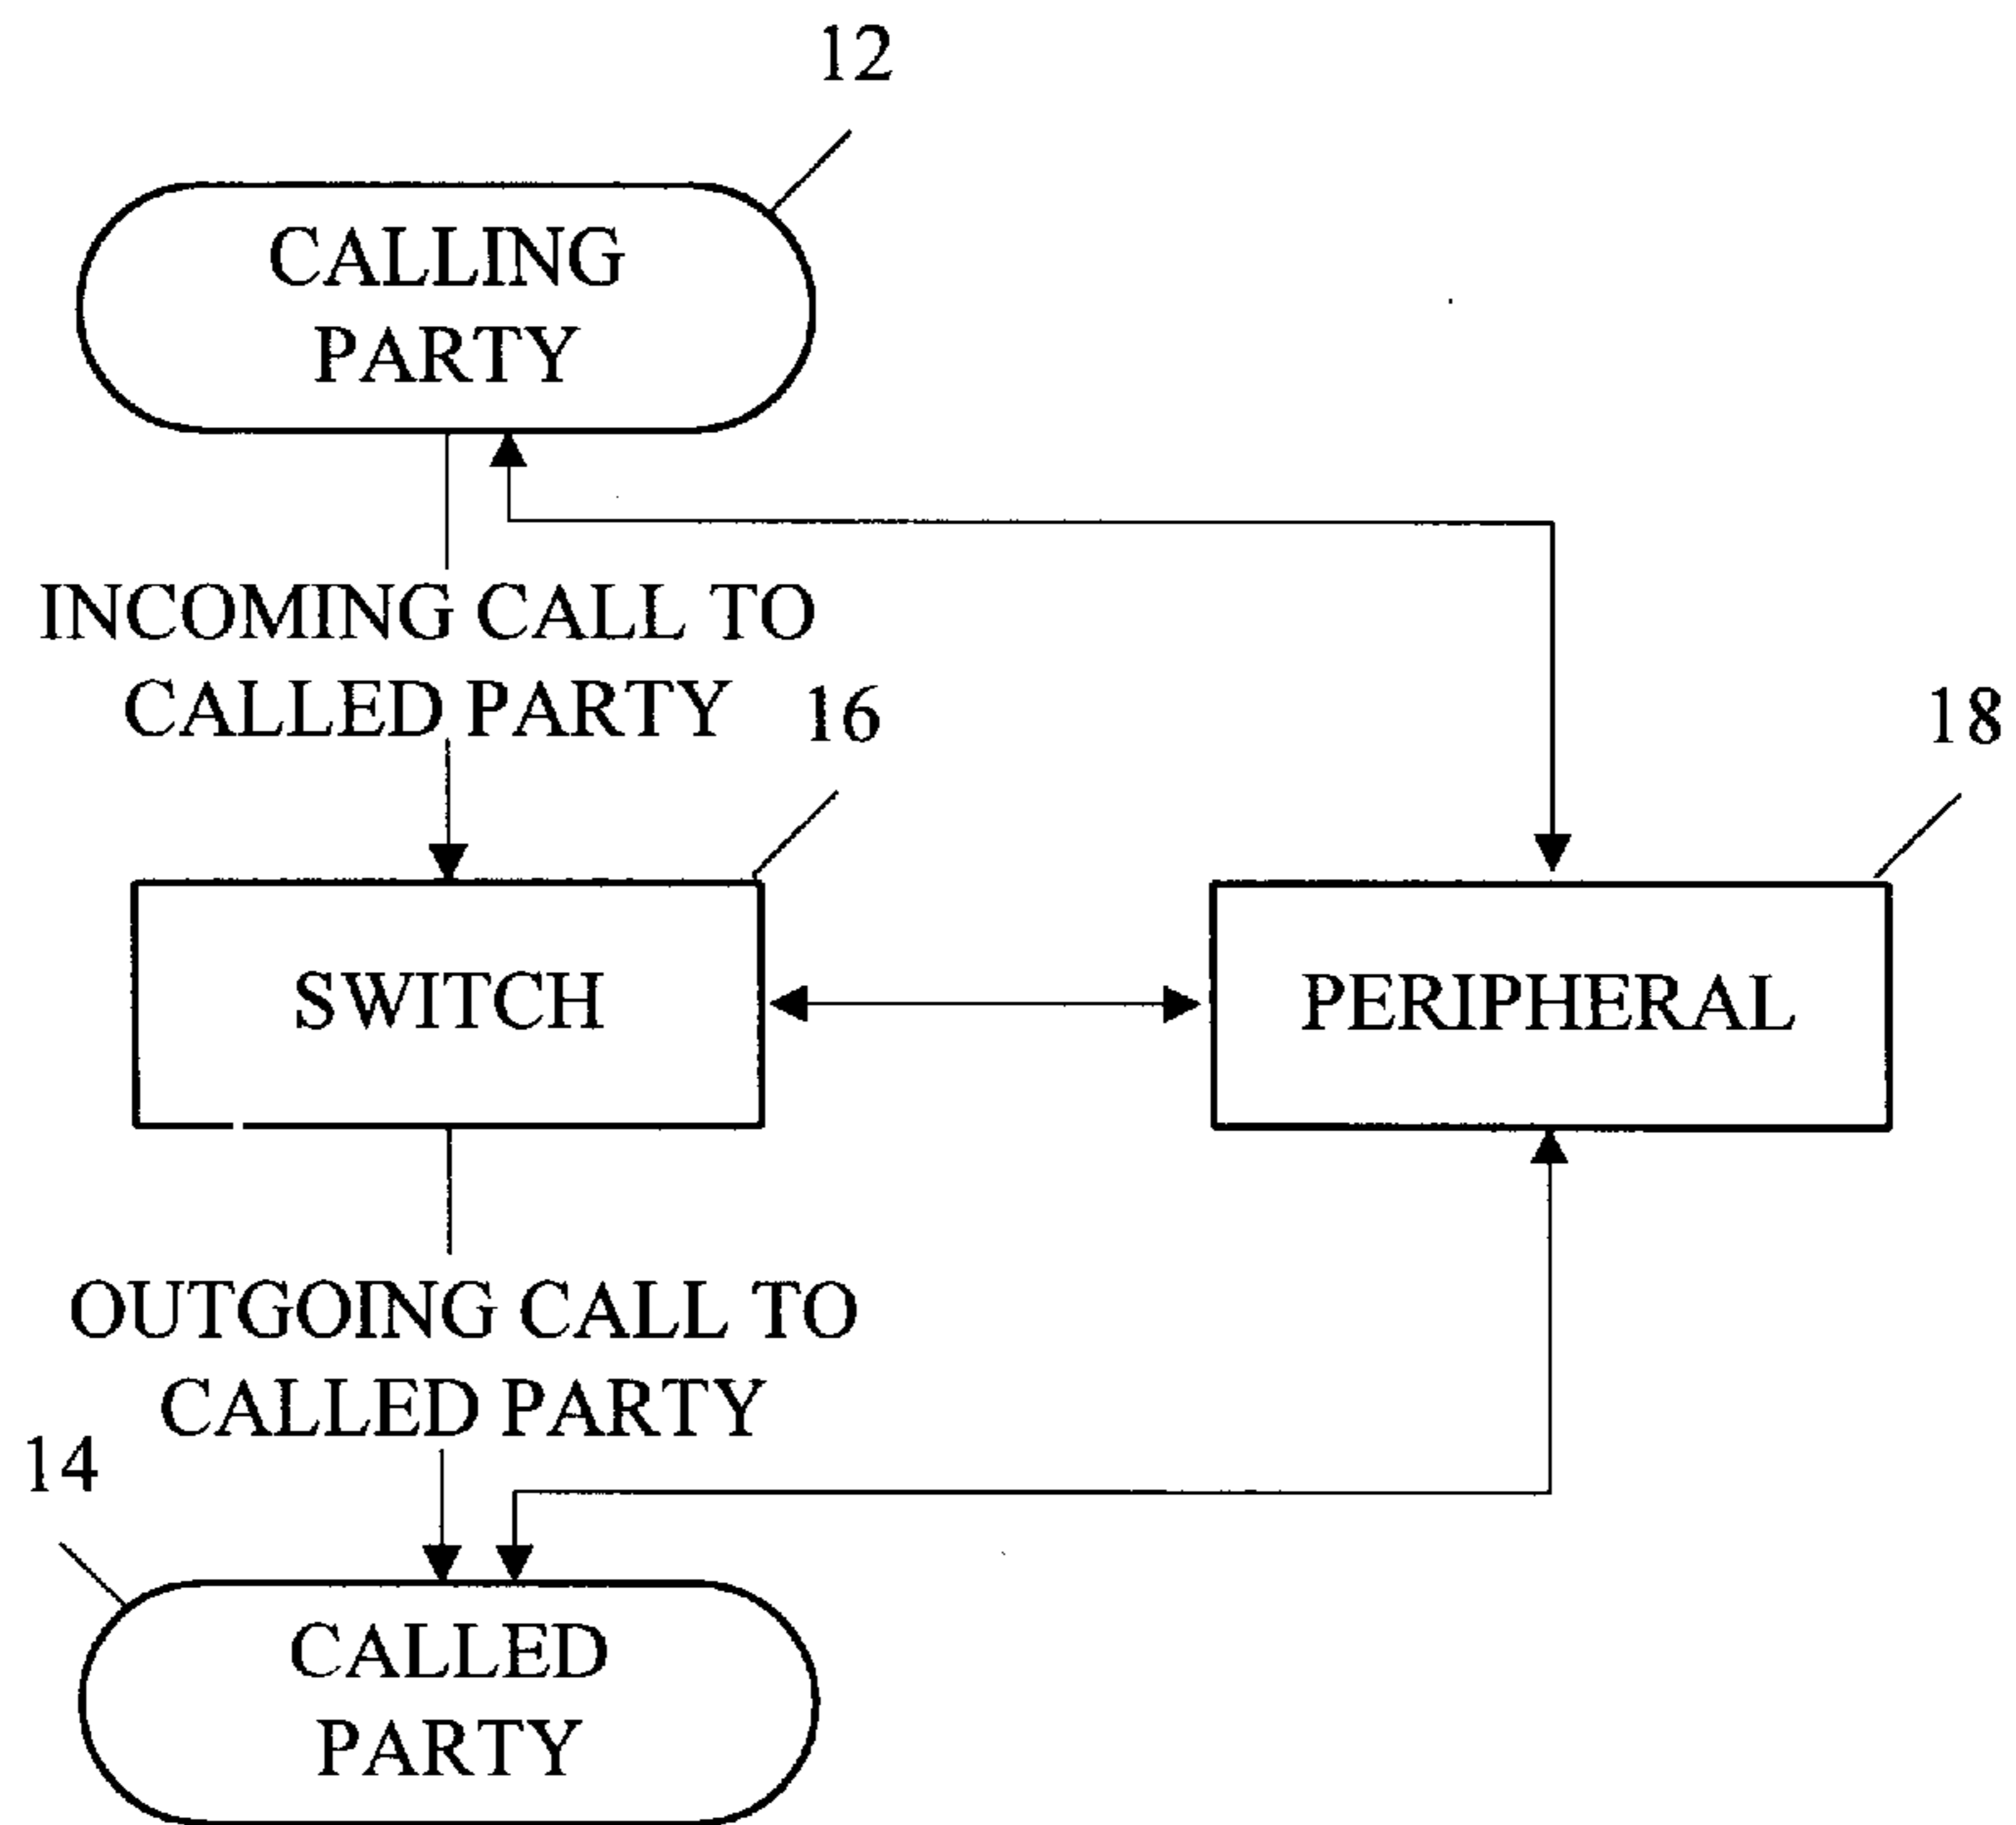 12
CALLING
PARTY
INCOMING CALL TO
CALLED PARTY
16
18
SWITCH
PERIPHERAL
OUTGOING CALL TO
CALLED PARTY
14
CALLED
PARTY